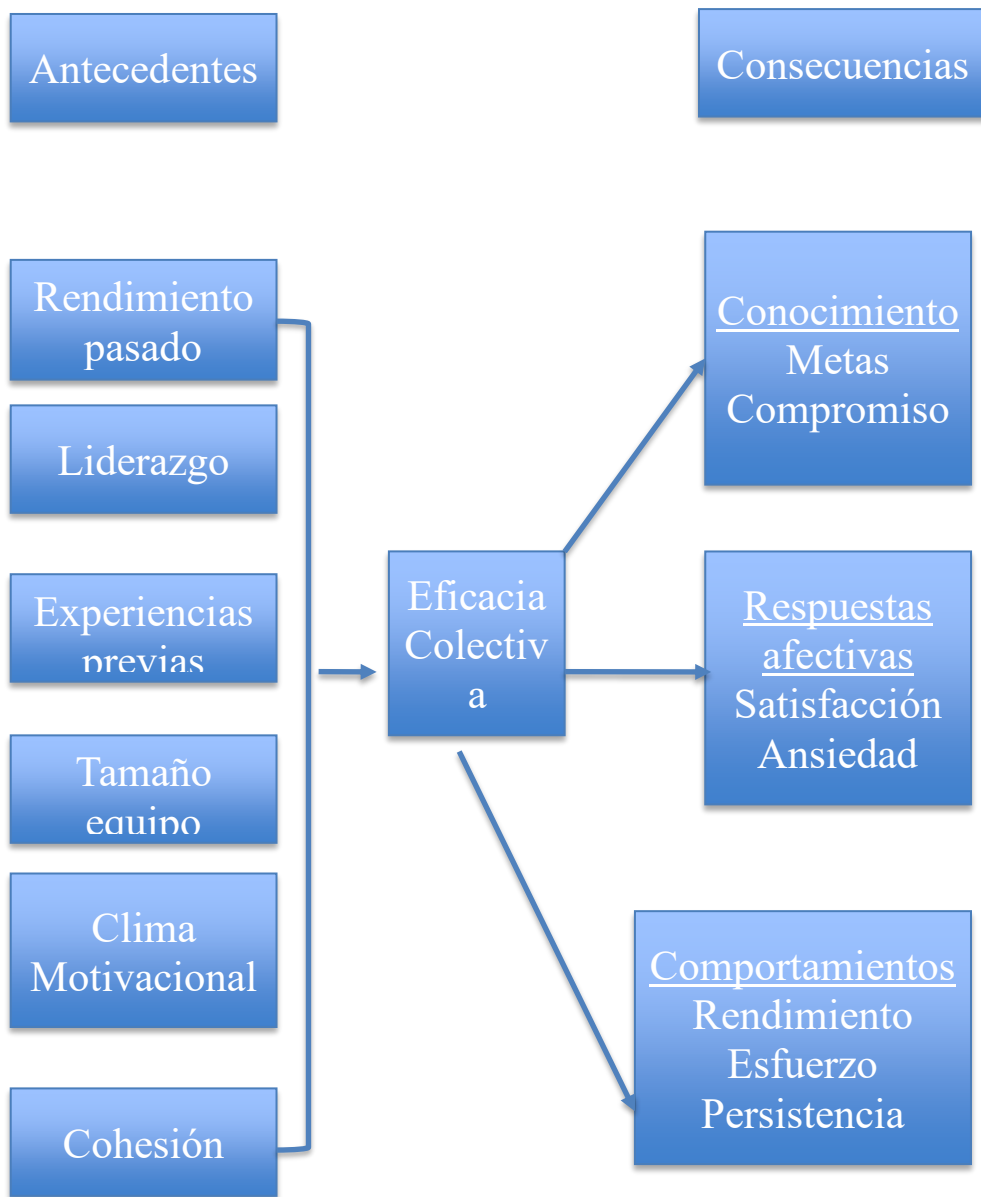 Antecedentes
Consecuencias
Rendimiento
pasado
Liderazgo
Experiencias
previas
Tamaño
equipo
Clima
Motivacional
Cohesión
Eficacia
Colectiv
a
Conocimiento
Metas
Compromiso
Respuestas
afectivas
Satisfacción
Ansiedad
Comportamientos
Rendimiento
Esfuerzo
Persistencia